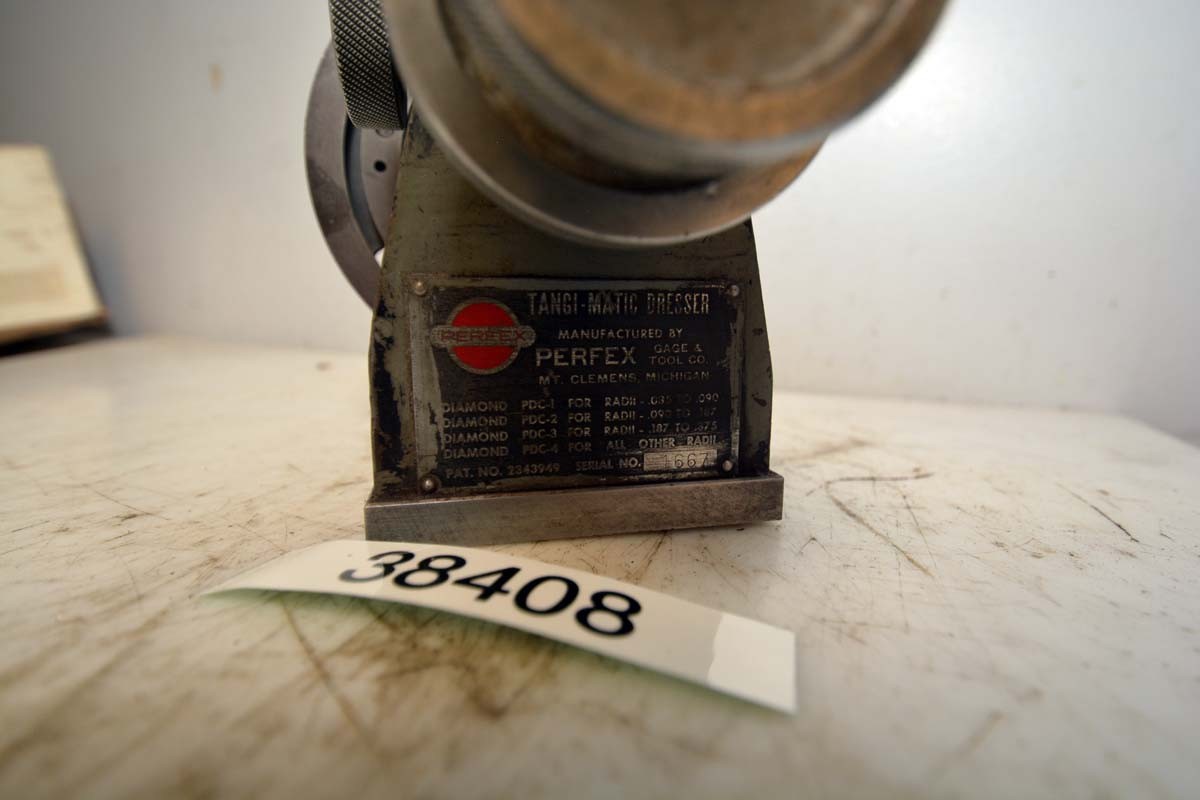 TANGI-MATIC DRESSER
PERFEX
MANUFACTURED BY
PERFEX GAGE & TOOL CO.
MT. CLEMENS, MICHIGAN
DIAMOND PDC-1 FOR RADII - .035 TO .090
DIAMOND PDC-2 FOR RADII - .090 TO .187
DIAMOND PDC-3 FOR RADII - .187 TO .375
DIAMOND PDC-4 FOR ALL OTHER RADII
PAT. NO. 2343949 SERIAL NO. 1667
38408